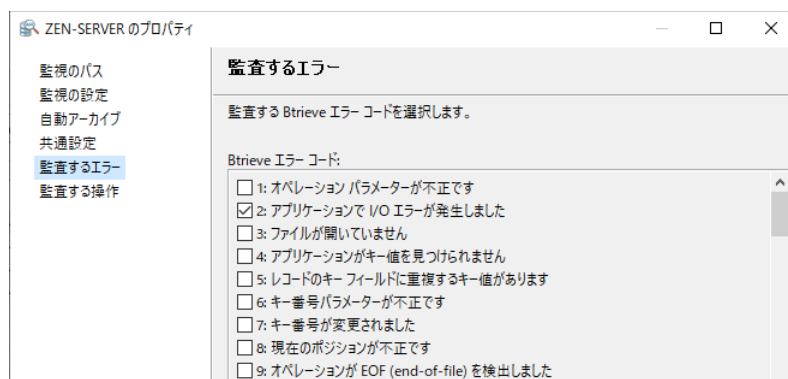 ZEN-SERVER のプロパティ
監視のパス
監視の設定
自動アーカイブ
共通設定
監査するエラー
監査する操作
監査するエラー
監査する Btrieve エラー コードを選択します。
Btrieve エラー コード:
1: オペレーション パラメーターが不正です
2: アプリケーションで I/O エラーが発生しました
3: ファイルが開いていません
4: アプリケーションがキー値を見つけられません
5: レコードのキー フィールドに重複するキー値があります
6: キー番号パラメーターが不正です
7: キー番号が変更されました
8: 現在のポジションが不正です
9: オペレーションが EOF (end-of-file) を検出しました